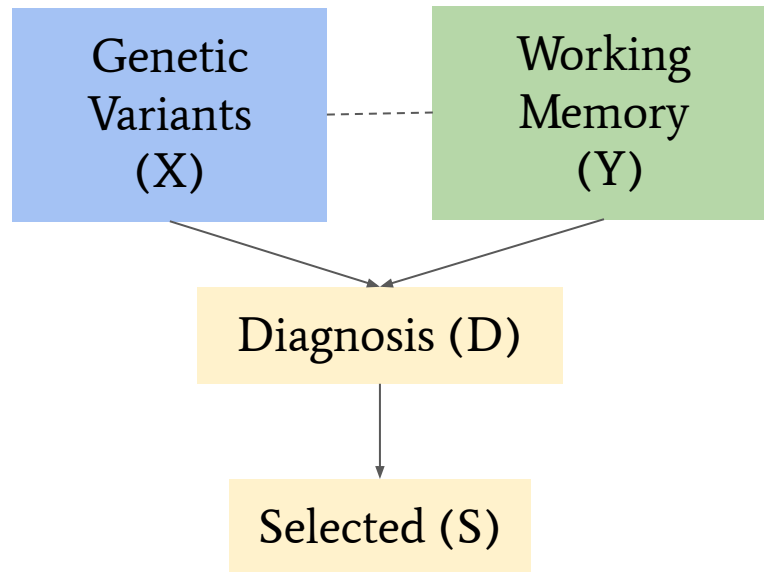 Genetic
Variants
(X)
Working
Memory
(Y)
Diagnosis (D)
Selected (S)